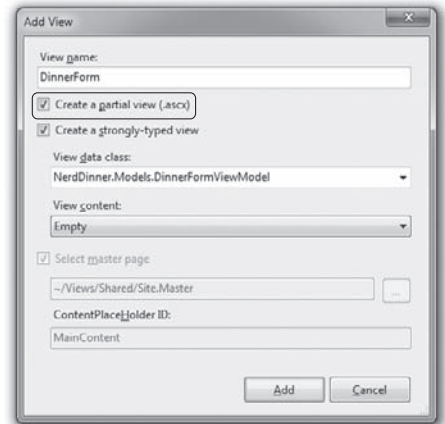 Add View
View name:
DinnerForm
Create a partial view (.ascx)
Create a strongly-typed view
View data class:
NerdDinner.Models.DinnerFormViewModel
View content:
Empty
Select master page
~/Views/Shared/Site.Master
...
ContentPlaceHolder ID:
MainContent
Add
Cancel